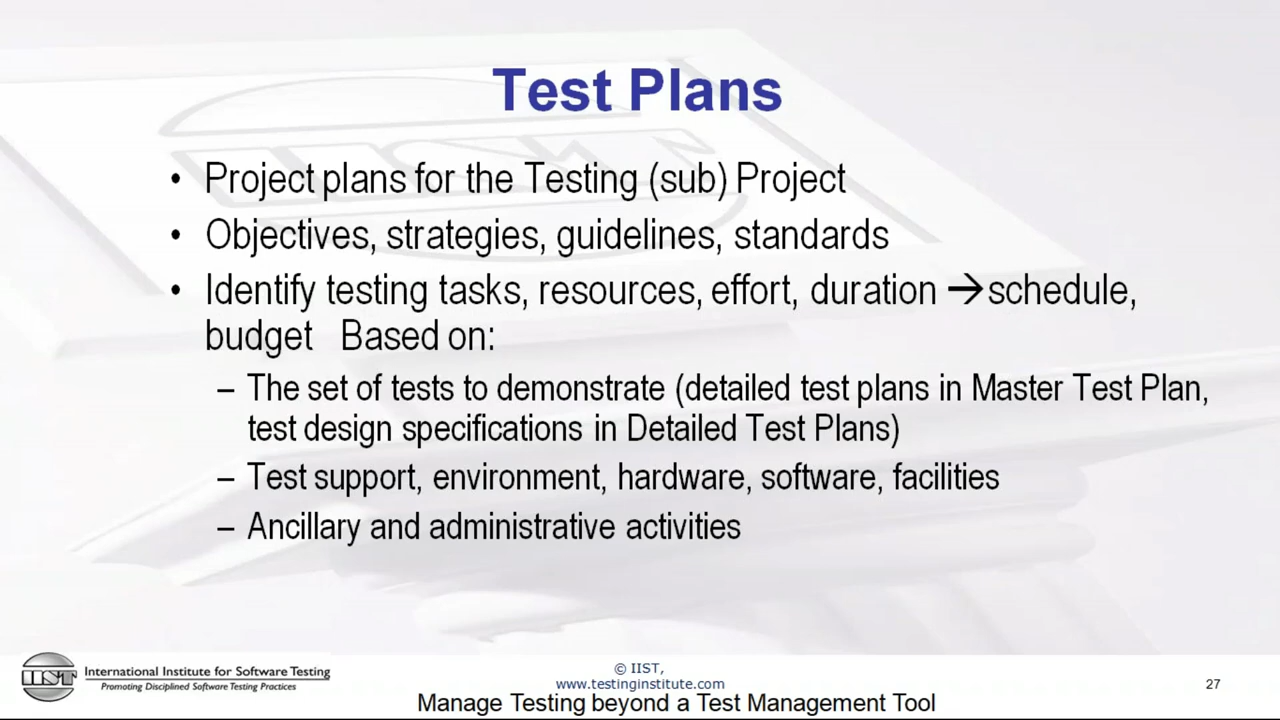 Test Plans
• Project plans for the Testing (sub) Project
• Objectives, strategies, guidelines, standards
• Identify testing tasks, resources, effort, duration →schedule,
budget Based on:
– The set of tests to demonstrate (detailed test plans in Master Test Plan,
test design specifications in Detailed Test Plans)
– Test support, environment, hardware, software, facilities
– Ancillary and administrative activities
IIST
International Institute for Software Testing
Promoting Disciplined Software Testing Practices
© IIST,
www.testinginstitute.com
27
Manage Testing beyond a Test Management Tool